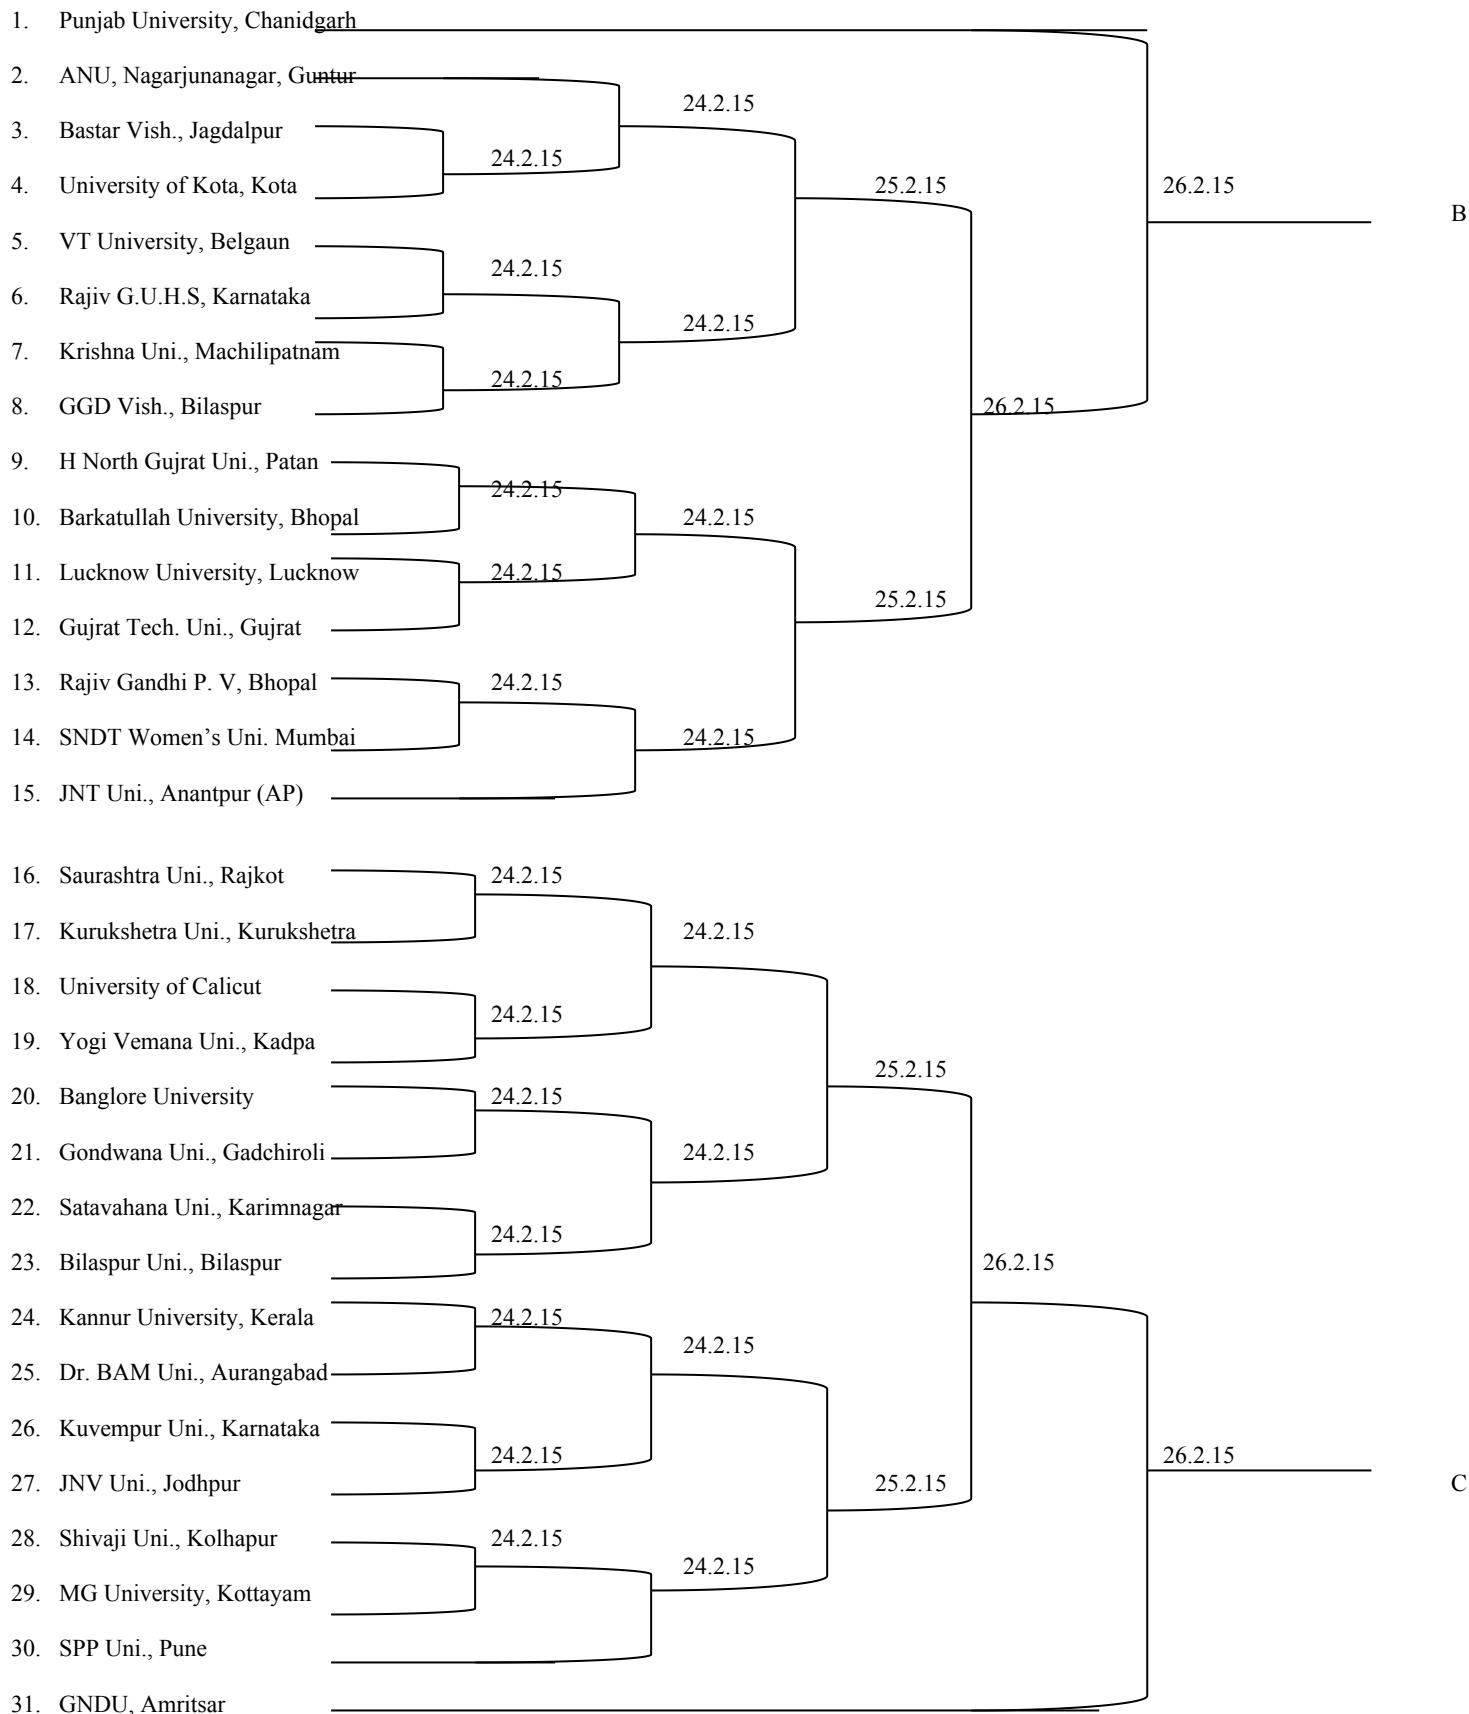 1. Punjab University, Chanidgarh
2. ANU, Nagarjunanagar, Guntur
24.2.15
3. Bastar Vish., Jagdalpur
24.2.15
4. University of Kota, Kota
25.2.15
26.2.15
B
5. VT University, Belgaun
24.2.15
6. Rajiv G.U.H.S, Karnataka
24.2.15
7. Krishna Uni., Machilipatnam
24.2.15
8. GGD Vish., Bilaspur
26.2.15
9. H North Gujrat Uni., Patan
24.2.15
10. Barkatullah University, Bhopal
24.2.15
11. Lucknow University, Lucknow
24.2.15
25.2.15
12. Gujrat Tech. Uni., Gujrat
13. Rajiv Gandhi P. V, Bhopal
24.2.15
14. SNDT Women’s Uni. Mumbai
24.2.15
15. JNT Uni., Anantpur (AP)
16. Saurashtra Uni., Rajkot
24.2.15
17. Kurukshetra Uni., Kurukshetra
24.2.15
18. University of Calicut
24.2.15
19. Yogi Vemana Uni., Kadpa
25.2.15
20. Banglore University
24.2.15
21. Gondwana Uni., Gadchiroli
24.2.15
22. Satavahana Uni., Karimnagar
24.2.15
23. Bilaspur Uni., Bilaspur
26.2.15
24. Kannur University, Kerala
24.2.15
24.2.15
25. Dr. BAM Uni., Aurangabad
26. Kuvempur Uni., Karnataka
24.2.15
26.2.15
27. JNV Uni., Jodhpur
25.2.15
C
28. Shivaji Uni., Kolhapur
24.2.15
24.2.15
29. MG University, Kottayam
30. SPP Uni., Pune
31. GNDU, Amritsar